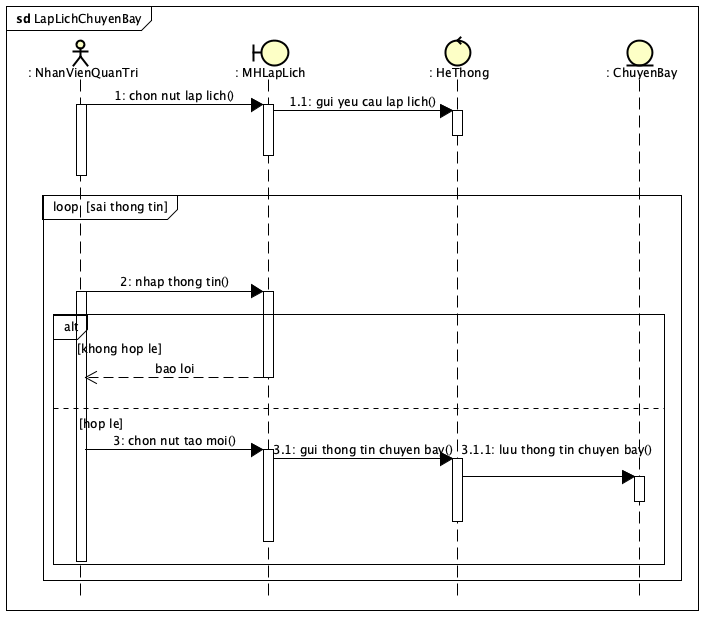 sd LapLichChuyenBay
: NhanVienQuanTri
: MHLapLich
: HeThong
: ChuyenBay
1: chon nut lap lich()
1.1: gui yeu cau lap lich()
loop [sai thong tin]
2: nhap thong tin()
alt
[khong hop le]
bao loi
[hop le]
3: chon nut tao moi()
3.1: gui thong tin chuyen bay()
3.1.1: luu thong tin chuyen bay()